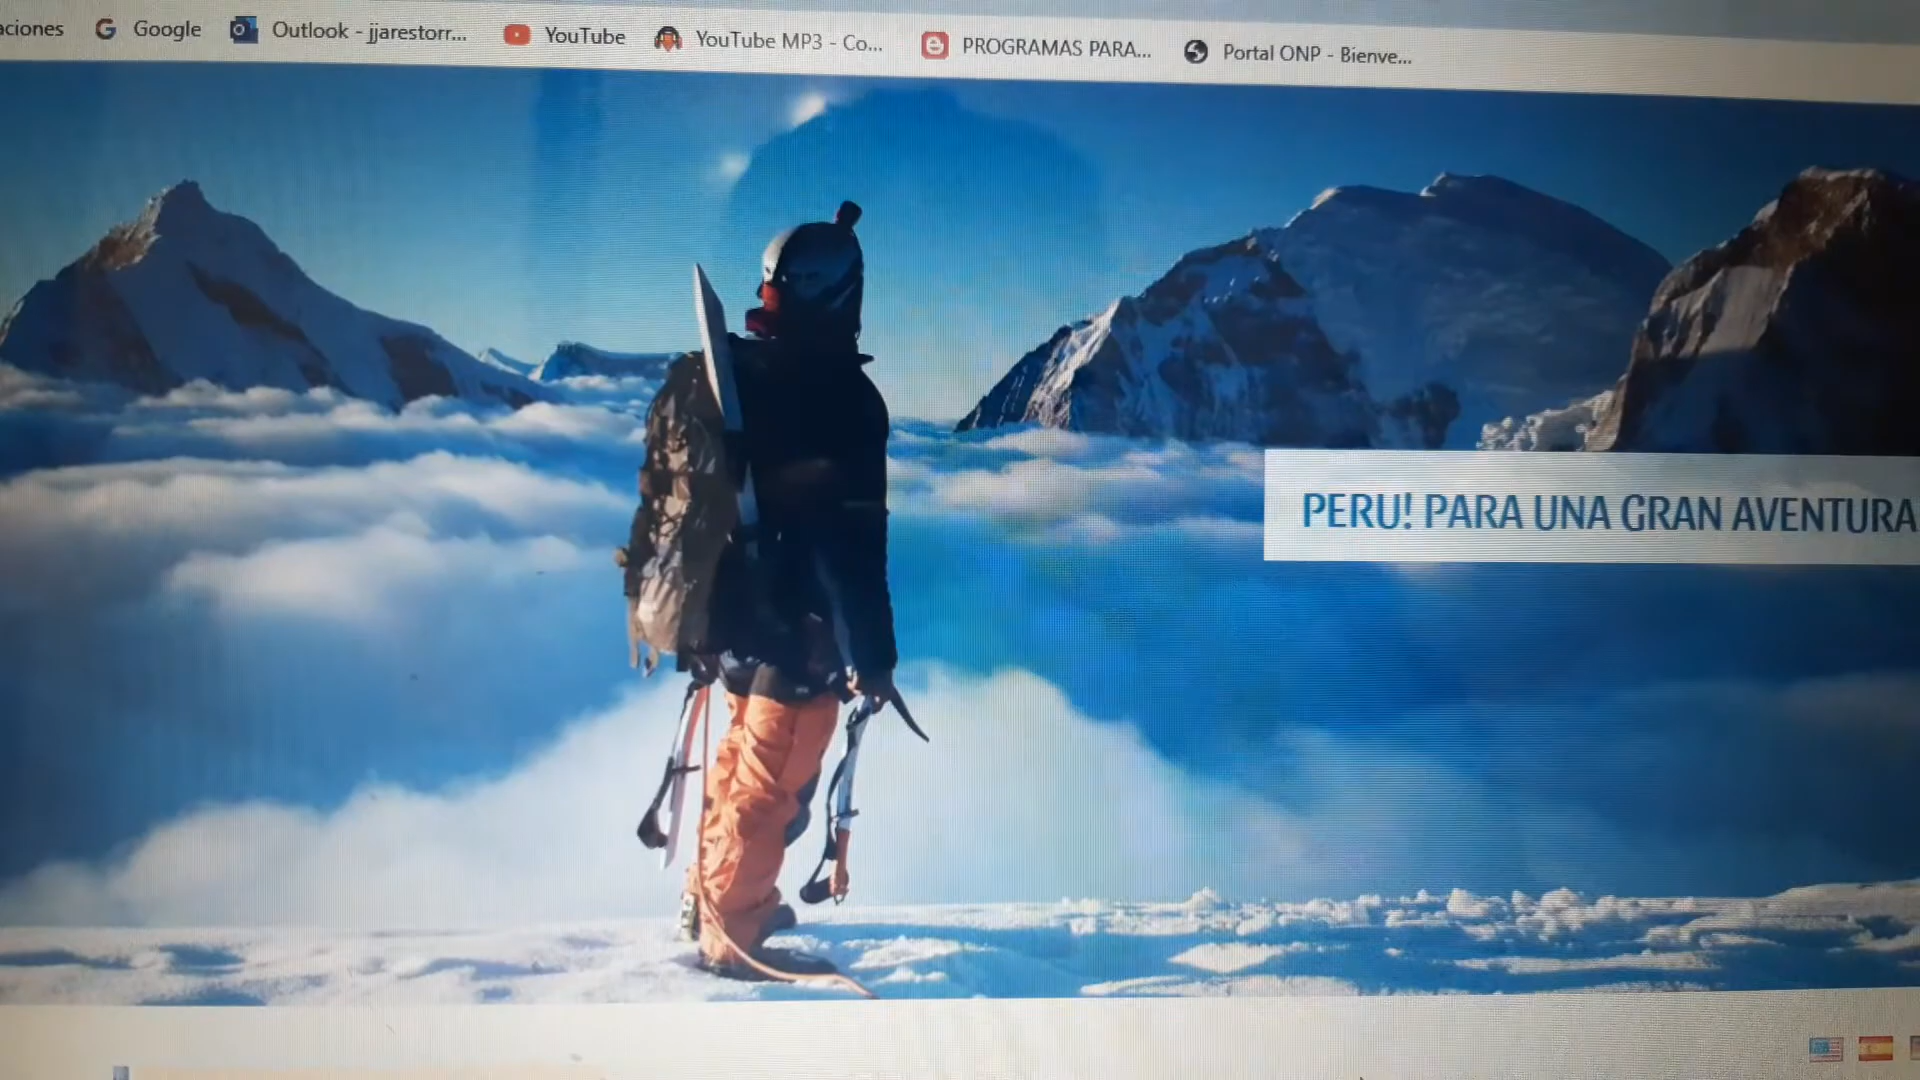 aciones Google Outlook - jjarestorr... YouTube YouTube MP3 - Co... PROGRAMAS PARA... Portal ONP - Bienve...
PERU! PARA UNA GRAN AVENTURA